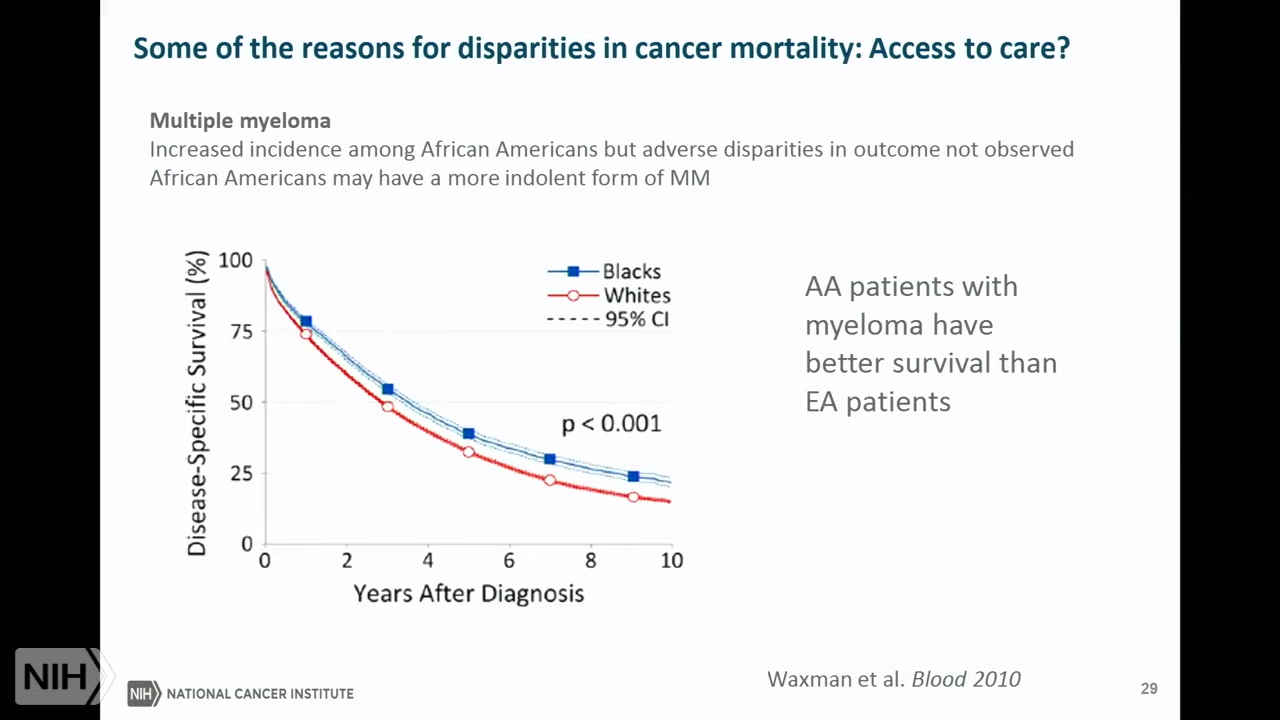 Some of the reasons for disparities in cancer mortality: Access to care?
Multiple myeloma
Increased incidence among African Americans but adverse disparities in outcome not observed
African Americans may have a more indolent form of MM
Disease-Specific Survival (%)
100
75
50
25
0
Blacks
Whites
95% CI
p < 0.001
0 2 4 6 8 10
Years After Diagnosis
AA patients with
myeloma have
better survival than
EA patients
Waxman et al. Blood 2010
NIH
NIH NATIONAL CANCER INSTITUTE
29